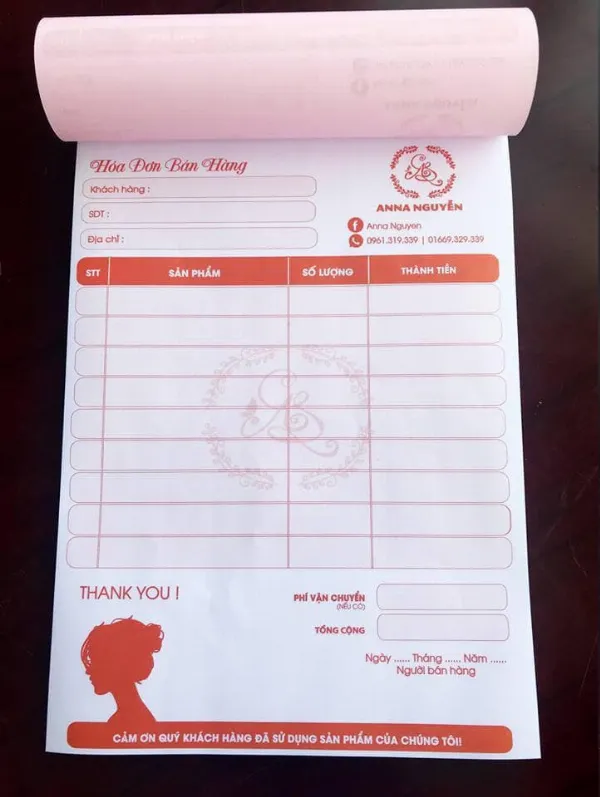 Hóa Đơn Bán Hàng
Khách hàng :
SDT :
Địa chỉ :
ANNA NGUYỄN
Anna Nguyen
0961.319.339 | 01669.329.339
STT SẢN PHẨM SỐ LƯỢNG THÀNH TIỀN
THANK YOU !
PHÍ VẬN CHUYỂN
(NẾU CÓ)
TỔNG CỘNG
Ngày ...... Tháng ...... Năm ......
Người bán hàng
CẢM ƠN QUÝ KHÁCH HÀNG ĐÃ SỬ DỤNG SẢN PHẨM CỦA CHÚNG TÔI!